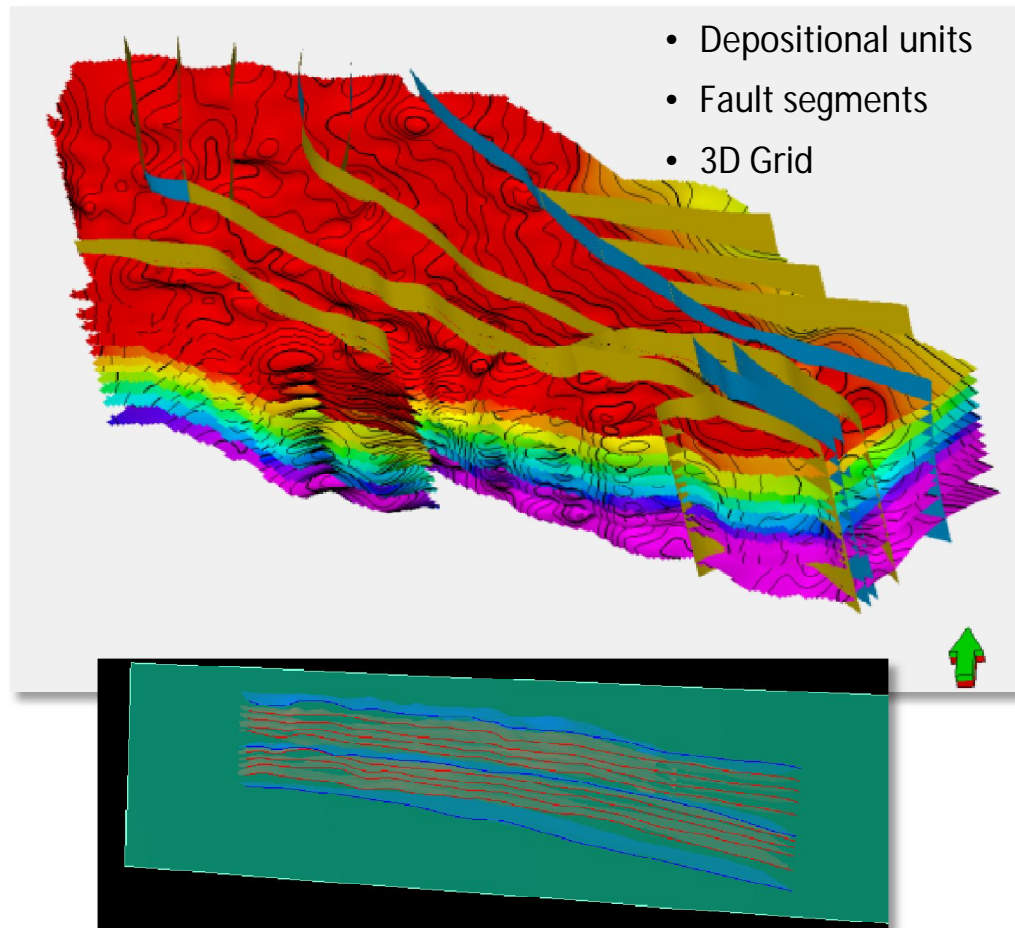 • Depositional units
• Fault segments
• 3D Grid